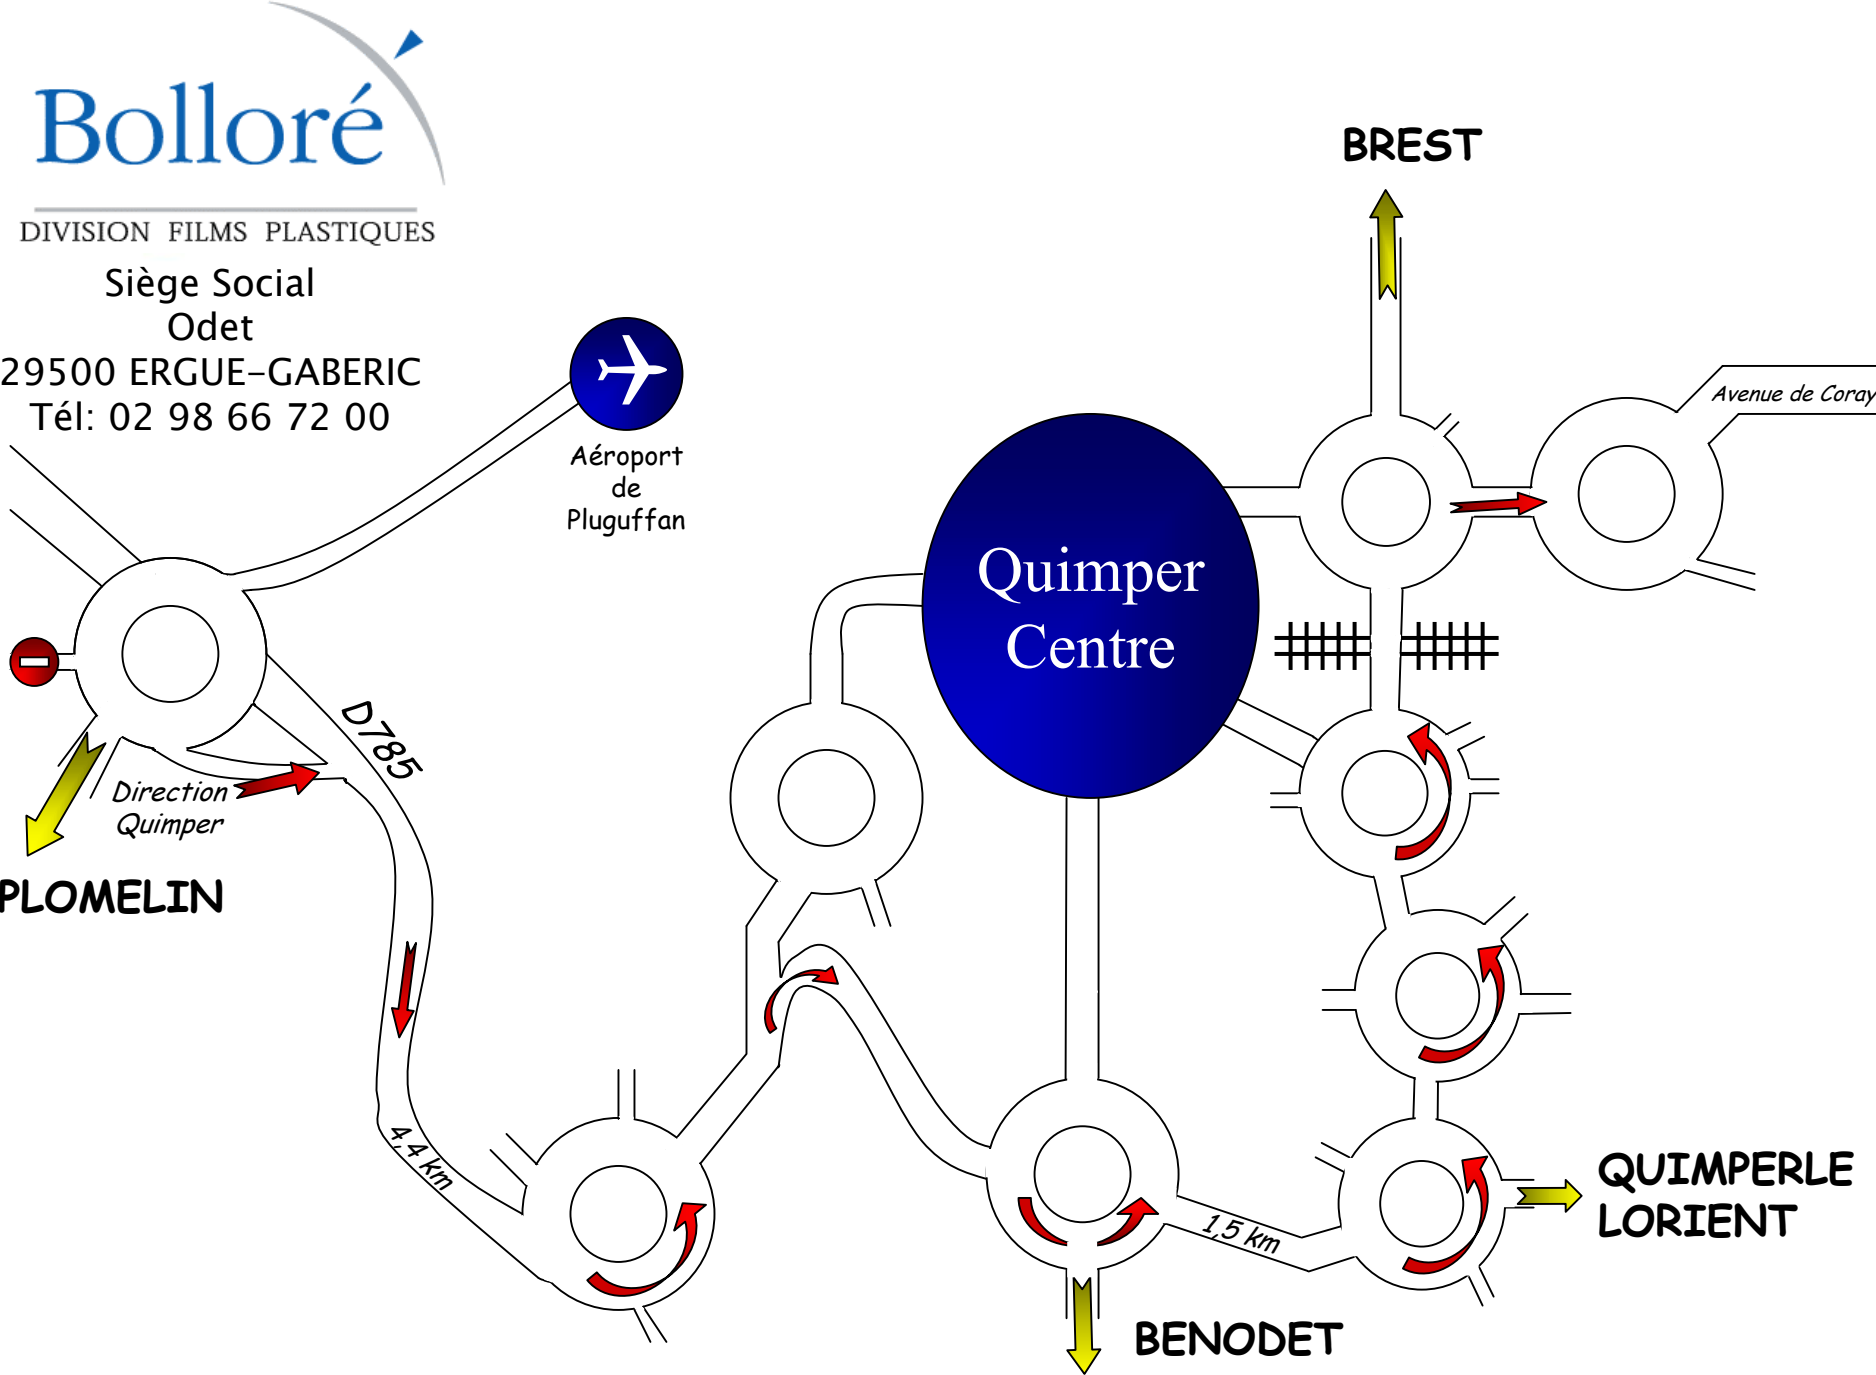 Bolloré
DIVISION FILMS PLASTIQUES
Siège Social
Odet
29500 ERGUE-GABERIC
Tél: 02 98 66 72 00
BREST
Avenue de Coray
Aéroport
de
Pluguffan
Quimper
Centre
D785
Direction
Quimper
PLOMELIN
4,4 km
1,5 km
QUIMPERLE
LORIENT
BENODET